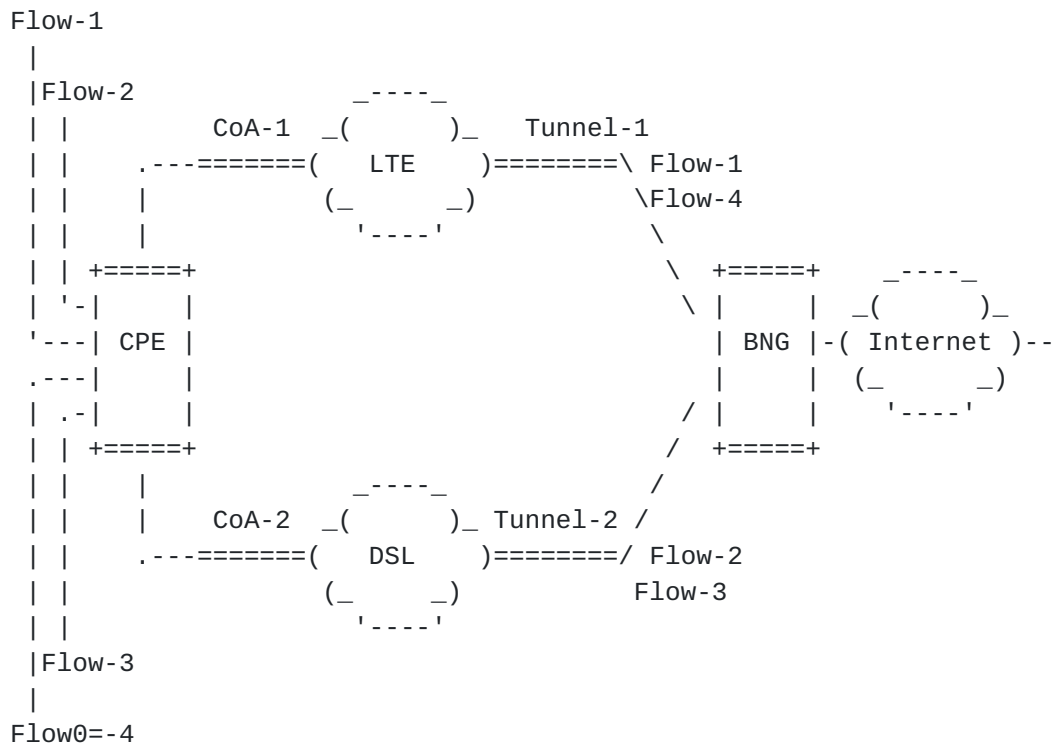 Flow-1
Flow-2
CoA-1 Tunnel-1
LTE Flow-1
Flow-4
CPE BNG Internet
CoA-2 Tunnel-2
DSL Flow-2
Flow-3
Flow-3
Flow0=-4